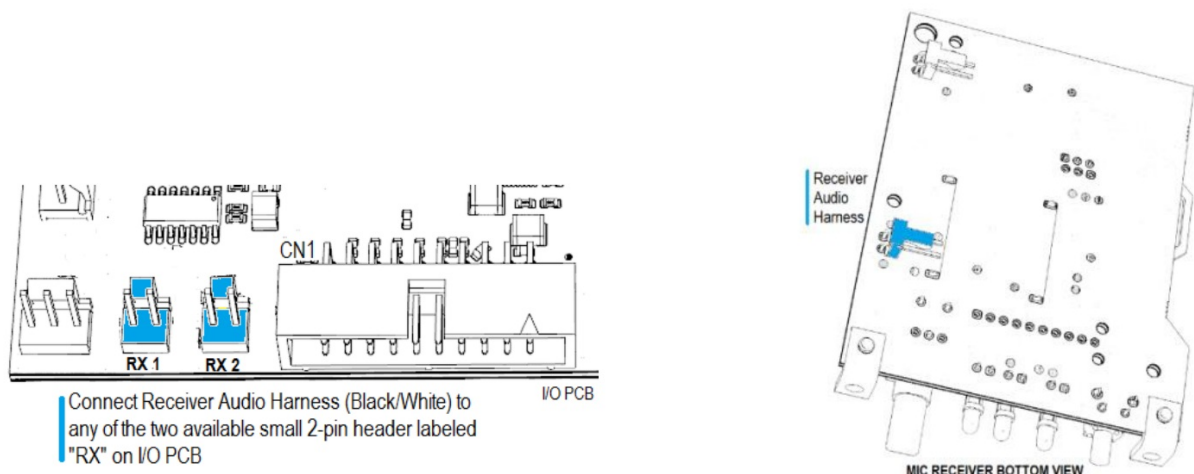 CN1
RX 1
RX 2
I/O PCB
Connect Receiver Audio Harness (Black/White) to
any of the two available small 2-pin header labeled
"RX" on I/O PCB
Receiver
Audio
Harness
MIC RECEIVER BOTTOM VIEW